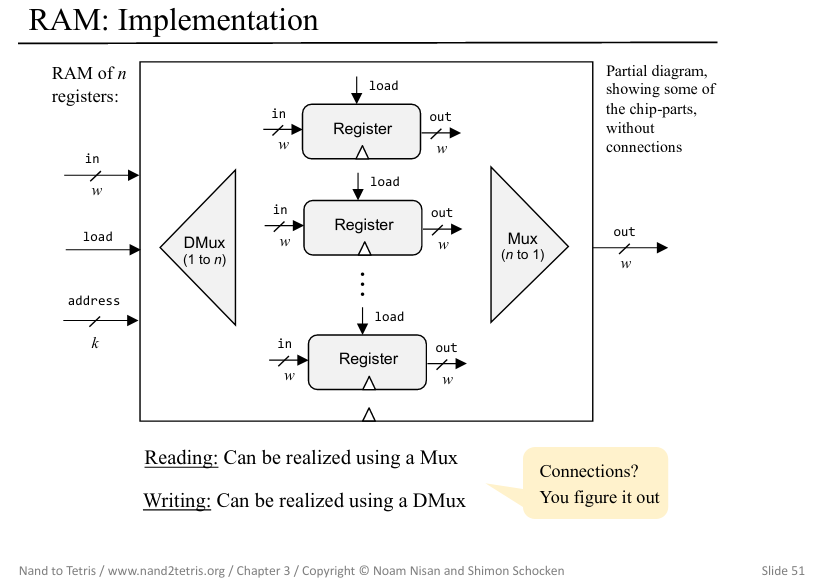 RAM: Implementation
RAM of n
registers:
Partial diagram,
showing some of
the chip-parts,
without
connections
in
w
load
address
k
load
in
w
Register
out
w
load
in
w
Register
out
w
load
in
w
Register
out
w
DMux
(1 to n)
Mux
(n to 1)
out
w
Reading: Can be realized using a Mux
Writing: Can be realized using a DMux
Connections?
You figure it out
Nand to Tetris / www.nand2tetris.org / Chapter 3 / Copyright © Noam Nisan and Shimon Schocken
Slide 51